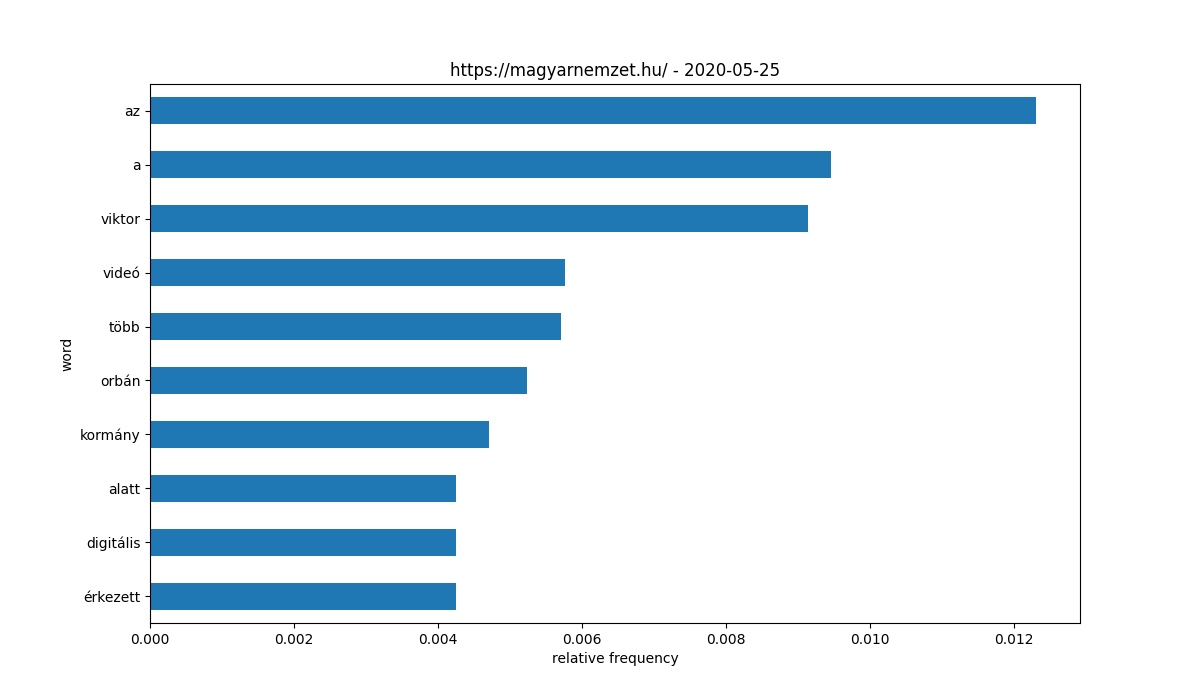 https://magyarnemzet.hu/ - 2020-05-25
az
a
viktor
videó
több
orbán
kormány
alatt
digitális
érkezett
word
0.000 0.002 0.004 0.006 0.008 0.010 0.012
relative frequency